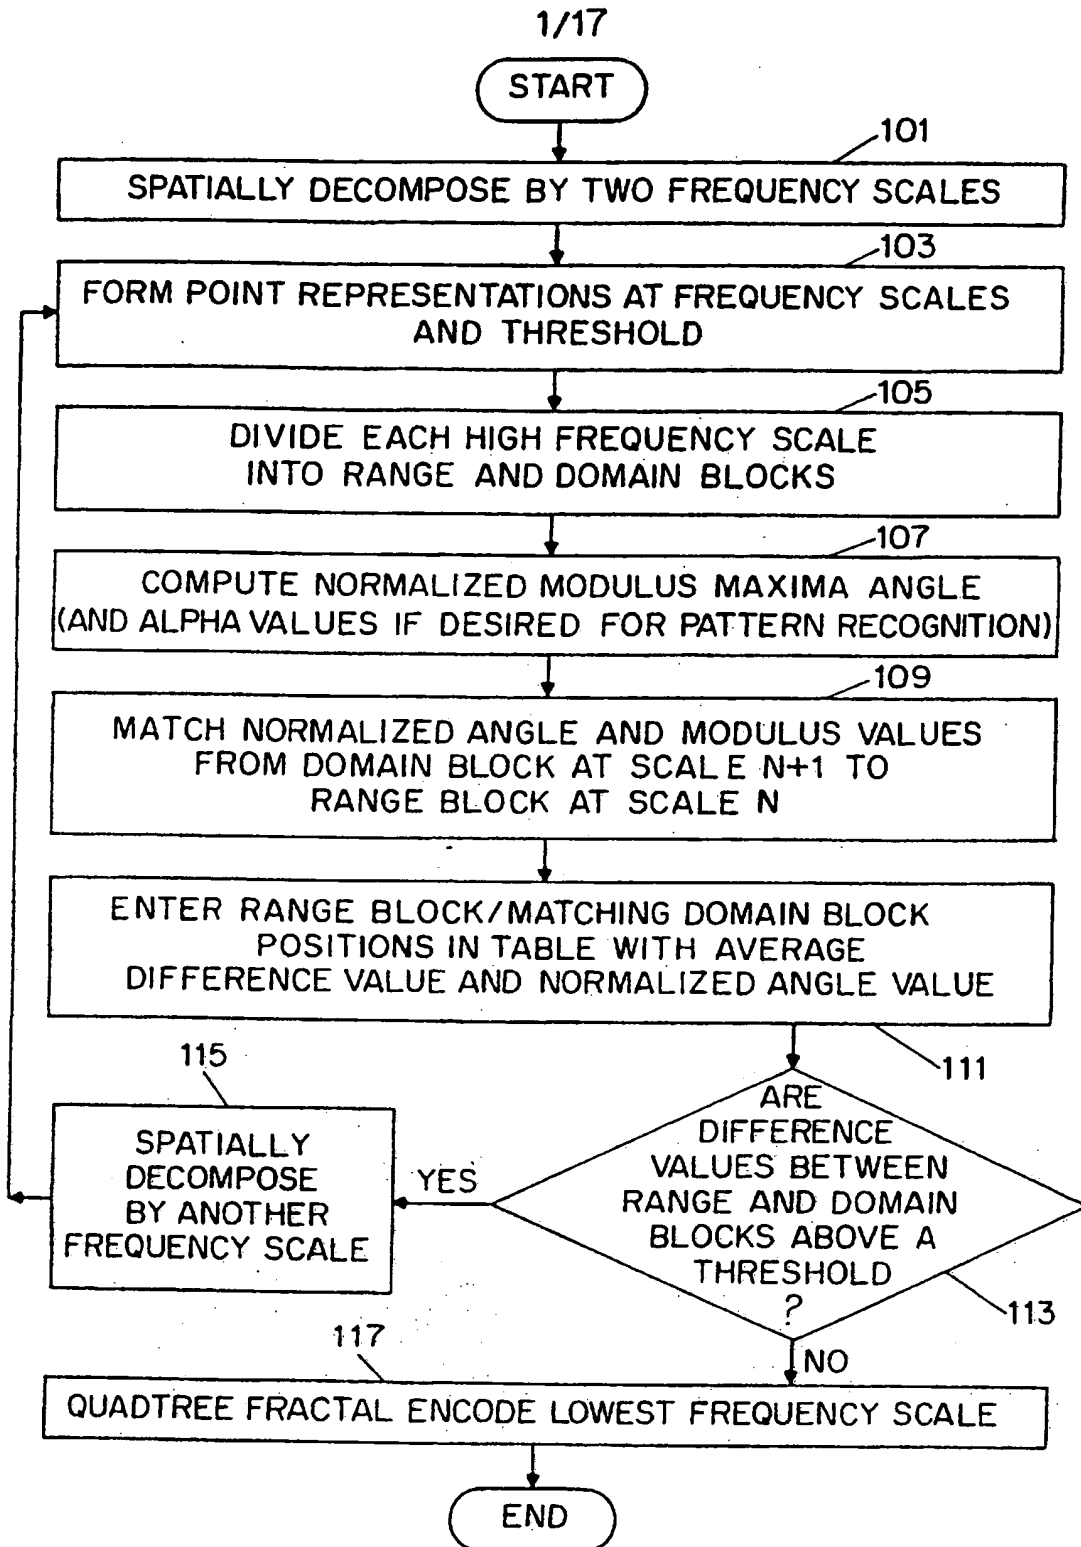 1/17
START
101
SPATIALLY DECOMPOSE BY TWO FREQUENCY SCALES
103
FORM POINT REPRESENTATIONS AT FREQUENCY SCALES
AND THRESHOLD
105
DIVIDE EACH HIGH FREQUENCY SCALE
INTO RANGE AND DOMAIN BLOCKS
107
COMPUTE NORMALIZED MODULUS MAXIMA ANGLE
(AND ALPHA VALUES IF DESIRED FOR PATTERN RECOGNITION)
109
MATCH NORMALIZED ANGLE AND MODULUS VALUES
FROM DOMAIN BLOCK AT SCALE N+1 TO
RANGE BLOCK AT SCALE N
ENTER RANGE BLOCK/MATCHING DOMAIN BLOCK
POSITIONS IN TABLE WITH AVERAGE
DIFFERENCE VALUE AND NORMALIZED ANGLE VALUE
111
ARE
DIFFERENCE
VALUES BETWEEN
RANGE AND DOMAIN
BLOCKS ABOVE A
THRESHOLD
?
113
YES
115
SPATIALLY
DECOMPOSE
BY ANOTHER
FREQUENCY SCALE
NO
117
QUADTREE FRACTAL ENCODE LOWEST FREQUENCY SCALE
END